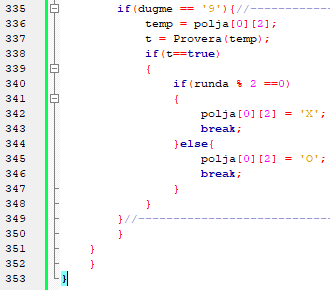 335 if(dugme == '9'){//------------------------------
336 temp = polja[0][2];
337 t = Provera(temp);
338 if(t==true)
339 {
340 if(runda % 2 ==0)
341 {
342 polja[0][2] = 'X';
343 break;
344 }else{
345 polja[0][2] = 'O';
346 break;
347 }
348 }
349 }//------------------------------
350 }
351 }
352 }
353 }